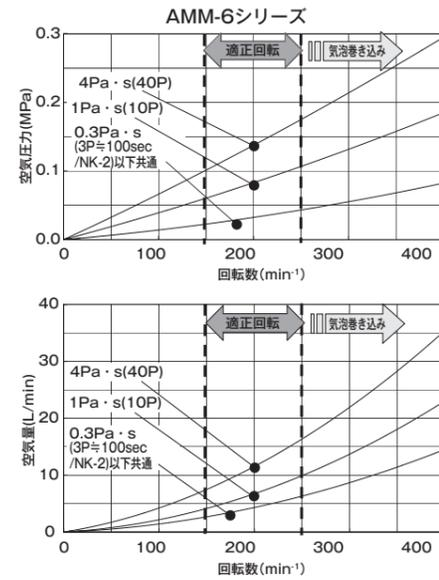 AMM-6シリーズ
空気圧力(MPa)
0.3
0.2
0.1
0.0
適正回転
気泡巻き込み
4Pa・s(40P)
1Pa・s(10P)
0.3Pa・s
(3P≒100sec
/NK-2)以下共通
0 100 200 300 400
回転数(min⁻¹)
空気量(L/min)
40
30
20
10
0
適正回転
気泡巻き込み
4Pa・s(40P)
1Pa・s(10P)
0.3Pa・s
(3P≒100sec
/NK-2)以下共通
0 100 200 300 400
回転数(min⁻¹)